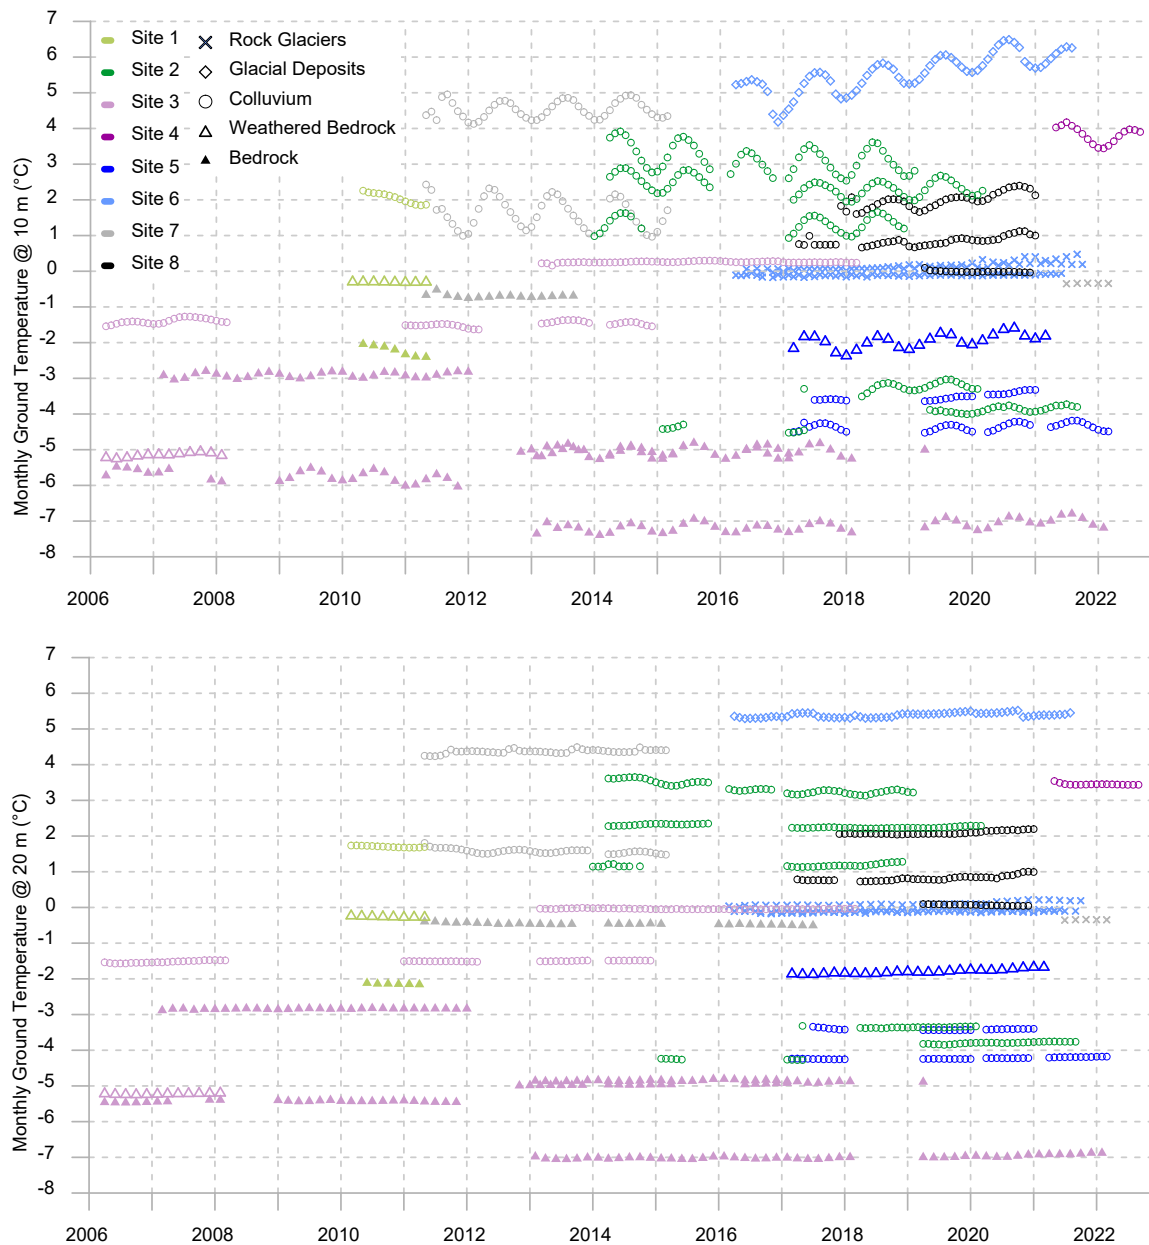 7
6
5
4
3
2
1
0
-1
-2
-3
-4
-5
-6
-7
-8
Monthly Ground Temperature @ 10 m (°C)
Site 1
Site 2
Site 3
Site 4
Site 5
Site 6
Site 7
Site 8
Rock Glaciers
Glacial Deposits
Colluvium
Weathered Bedrock
Bedrock
2006 2008 2010 2012 2014 2016 2018 2020 2022
7
6
5
4
3
2
1
0
-1
-2
-3
-4
-5
-6
-7
-8
Monthly Ground Temperature @ 20 m (°C)
2006 2008 2010 2012 2014 2016 2018 2020 2022